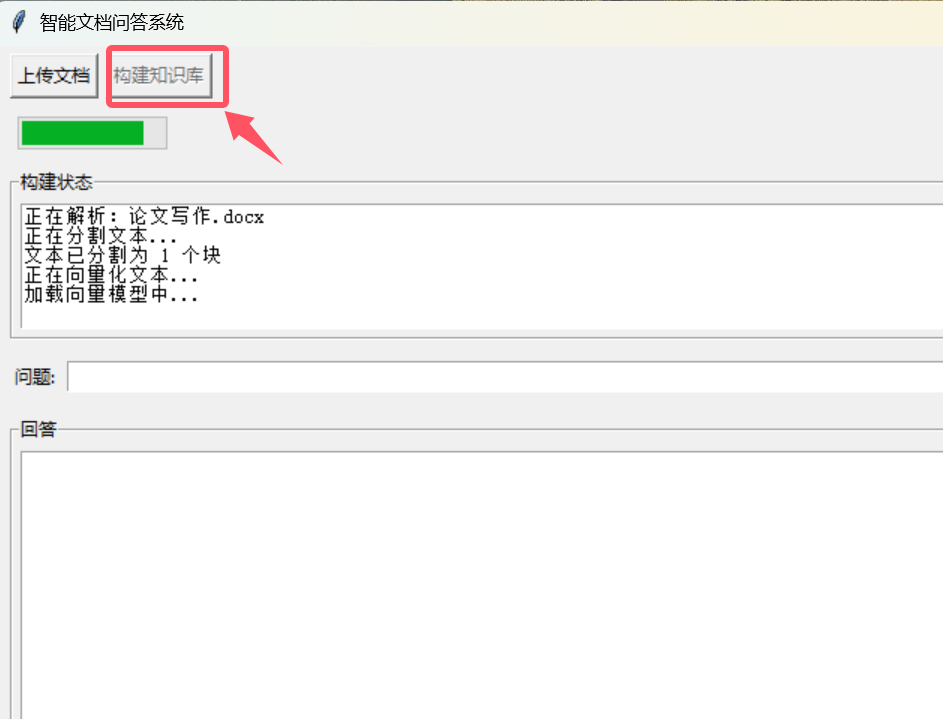 智能文档问答系统
上传文档 构建知识库
构建状态
正在解析: 论文写作.docx
正在分割文本...
文本已分割为 1 个块
正在向量化文本...
加载向量模型中...
问题:
回答